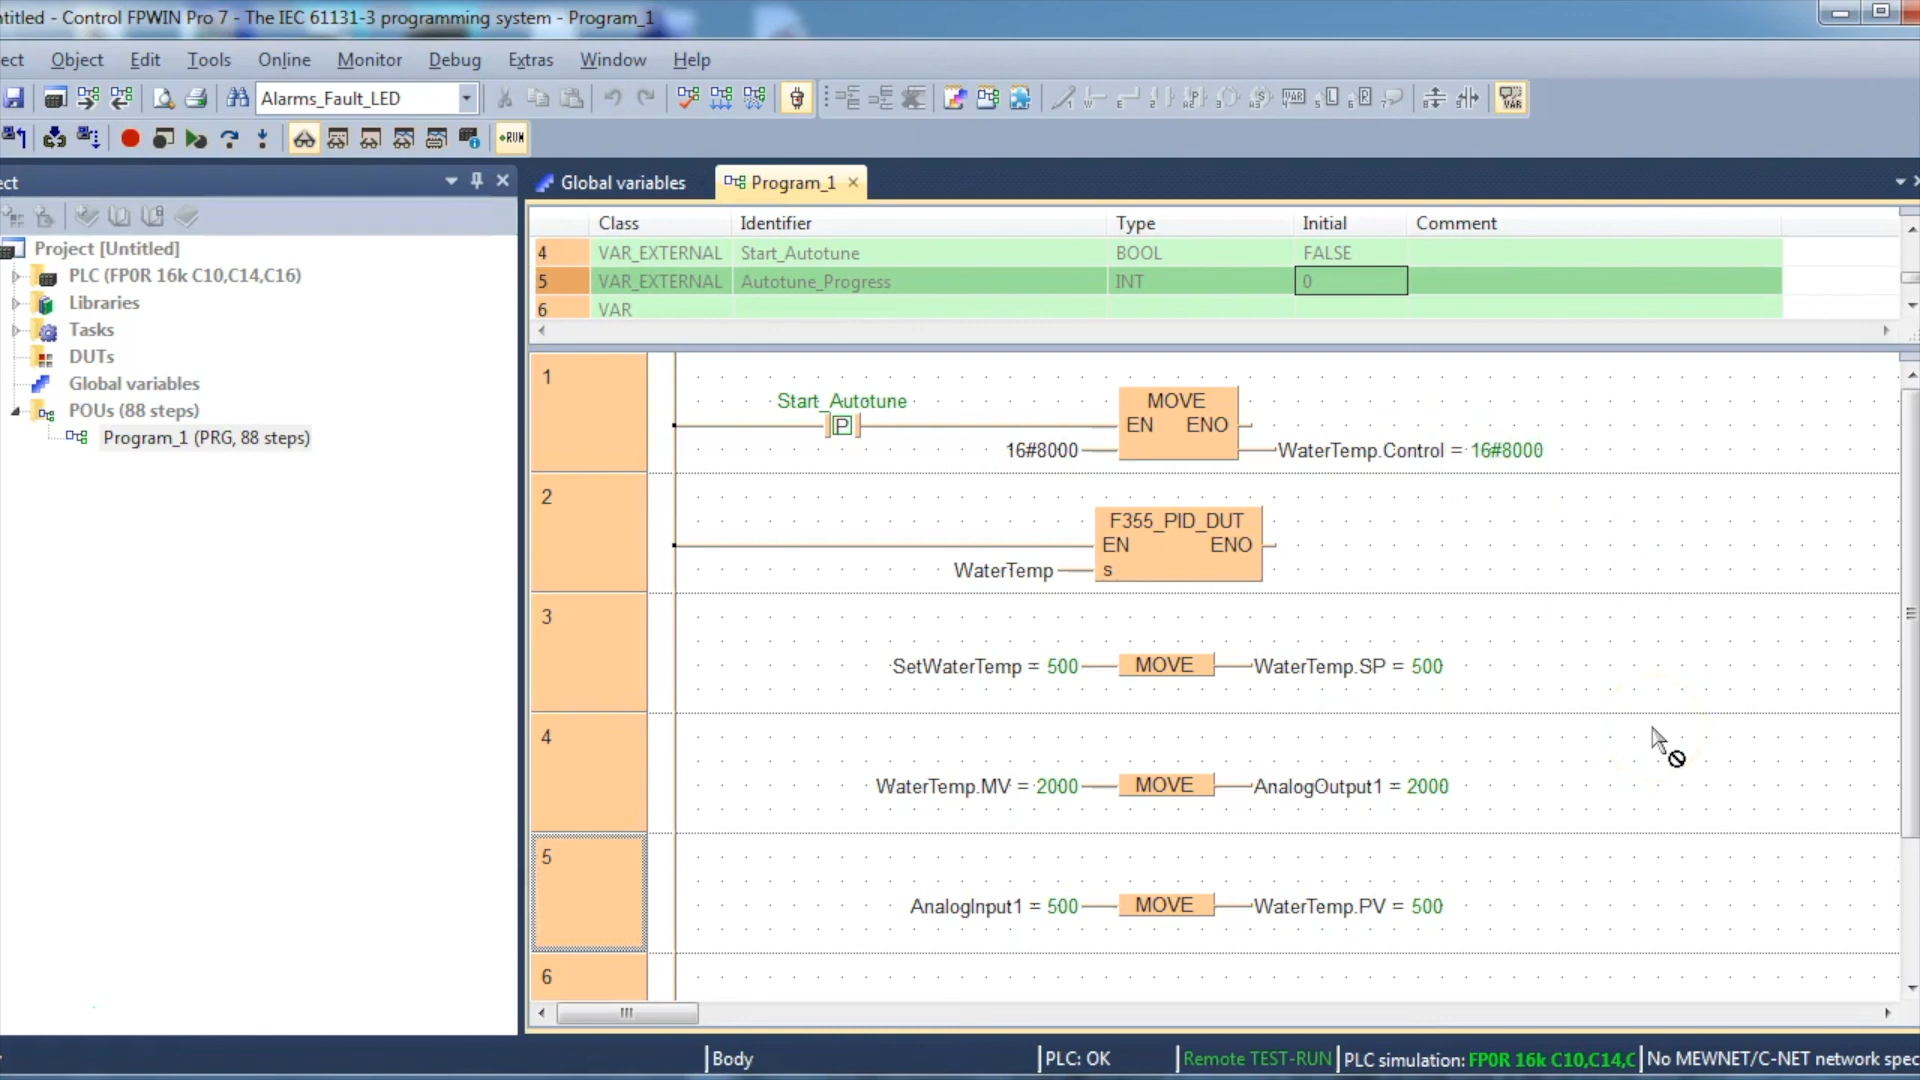 ntitled - Control FPWIN Pro 7 - The IEC 61131-3 programming system - Program_1
ect Object Edit Tools Online Monitor Debug Extras Window Help
Alarms_Fault_LED
RUN
ect
Project [Untitled]
PLC (FP0R 16k C10,C14,C16)
Libraries
Tasks
DUTs
Global variables
POUs (88 steps)
Program_1 (PRG, 88 steps)
Global variables Program_1
Class Identifier Type Initial Comment
4 VAR_EXTERNAL Start_Autotune BOOL FALSE
5 VAR_EXTERNAL Autotune_Progress INT 0
6 VAR
1
Start_Autotune
P
MOVE
EN ENO
16#8000
WaterTemp.Control = 16#8000
2
F355_PID_DUT
EN ENO
WaterTemp
s
3
SetWaterTemp = 500 MOVE WaterTemp.SP = 500
4
WaterTemp.MV = 2000 MOVE AnalogOutput1 = 2000
5
AnalogInput1 = 500 MOVE WaterTemp.PV = 500
6
Body PLC: OK Remote TEST-RUN PLC simulation: FP0R 16k C10,C14,C No MEWNET/C-NET network spec